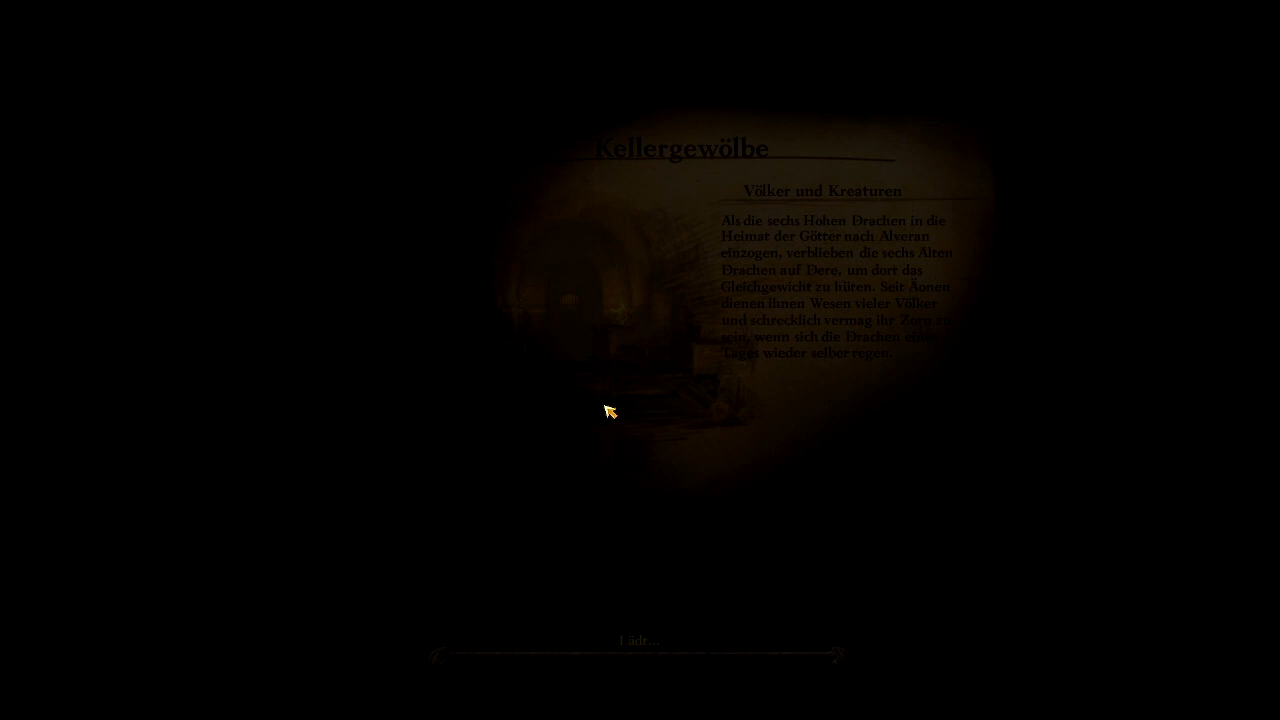 Kellergewölbe
Völker und Kreaturen
Als die sechs Hohen Drachen in die
Heimat der Götter nach Alveran
einzogen, verblieben die sechs Alten
Drachen auf Dere, um dort das
Gleichgewicht zu hüten. Seit Äonen
dienen ihnen Wesen vieler Völker
und schrecklich vermag ihr Zorn zu
sein, wenn sich die Drachen eines
Tages wieder selber regen.
Lädt...